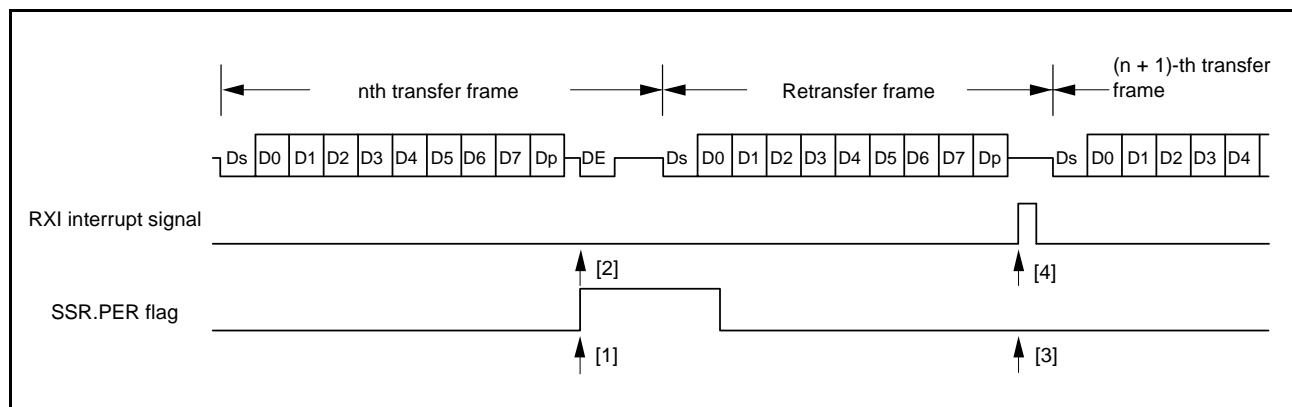 nth transfer frame
Retransfer frame
(n + 1)-th transfer
frame
Ds D0 D1 D2 D3 D4 D5 D6 D7 Dp DE Ds D0 D1 D2 D3 D4 D5 D6 D7 Dp Ds D0 D1 D2 D3 D4
RXI interrupt signal
[2] [4]
SSR.PER flag
[1] [3]